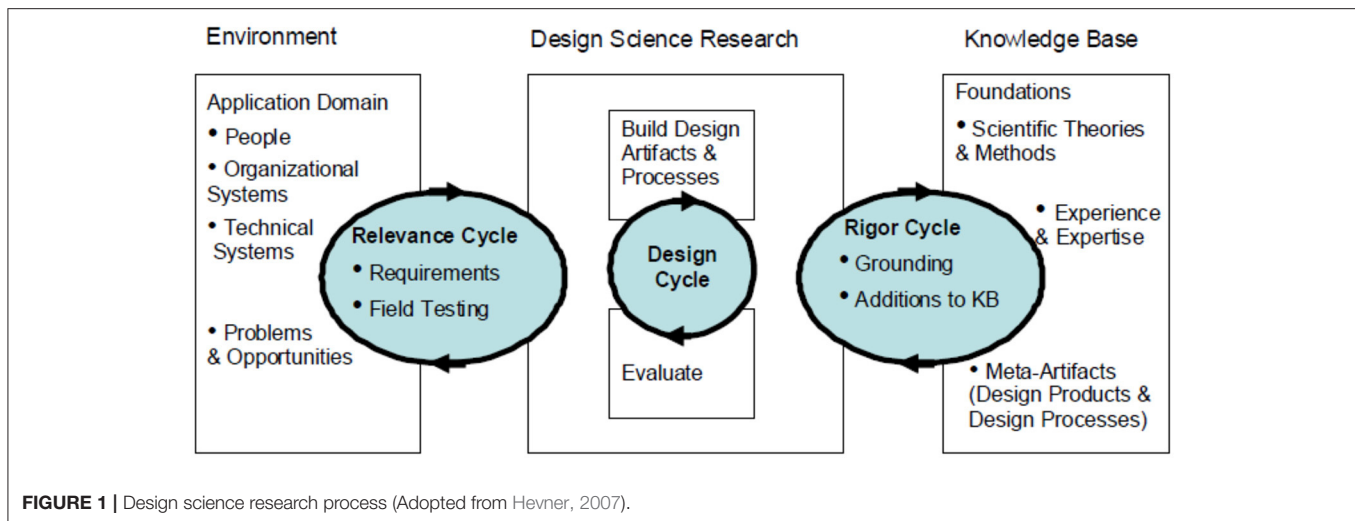 Environment
Design Science Research
Knowledge Base
Application Domain
• People
• Organizational
Systems
• Technical
Systems
• Problems
& Opportunities
Relevance Cycle
• Requirements
• Field Testing
Build Design
Artifacts &
Processes
Design
Cycle
Evaluate
Rigor Cycle
• Grounding
• Additions to KB
Foundations
• Scientific Theories
& Methods
• Experience
& Expertise
• Meta-Artifacts
(Design Products &
Design Processes)
FIGURE 1 | Design science research process (Adopted from Hevner, 2007).